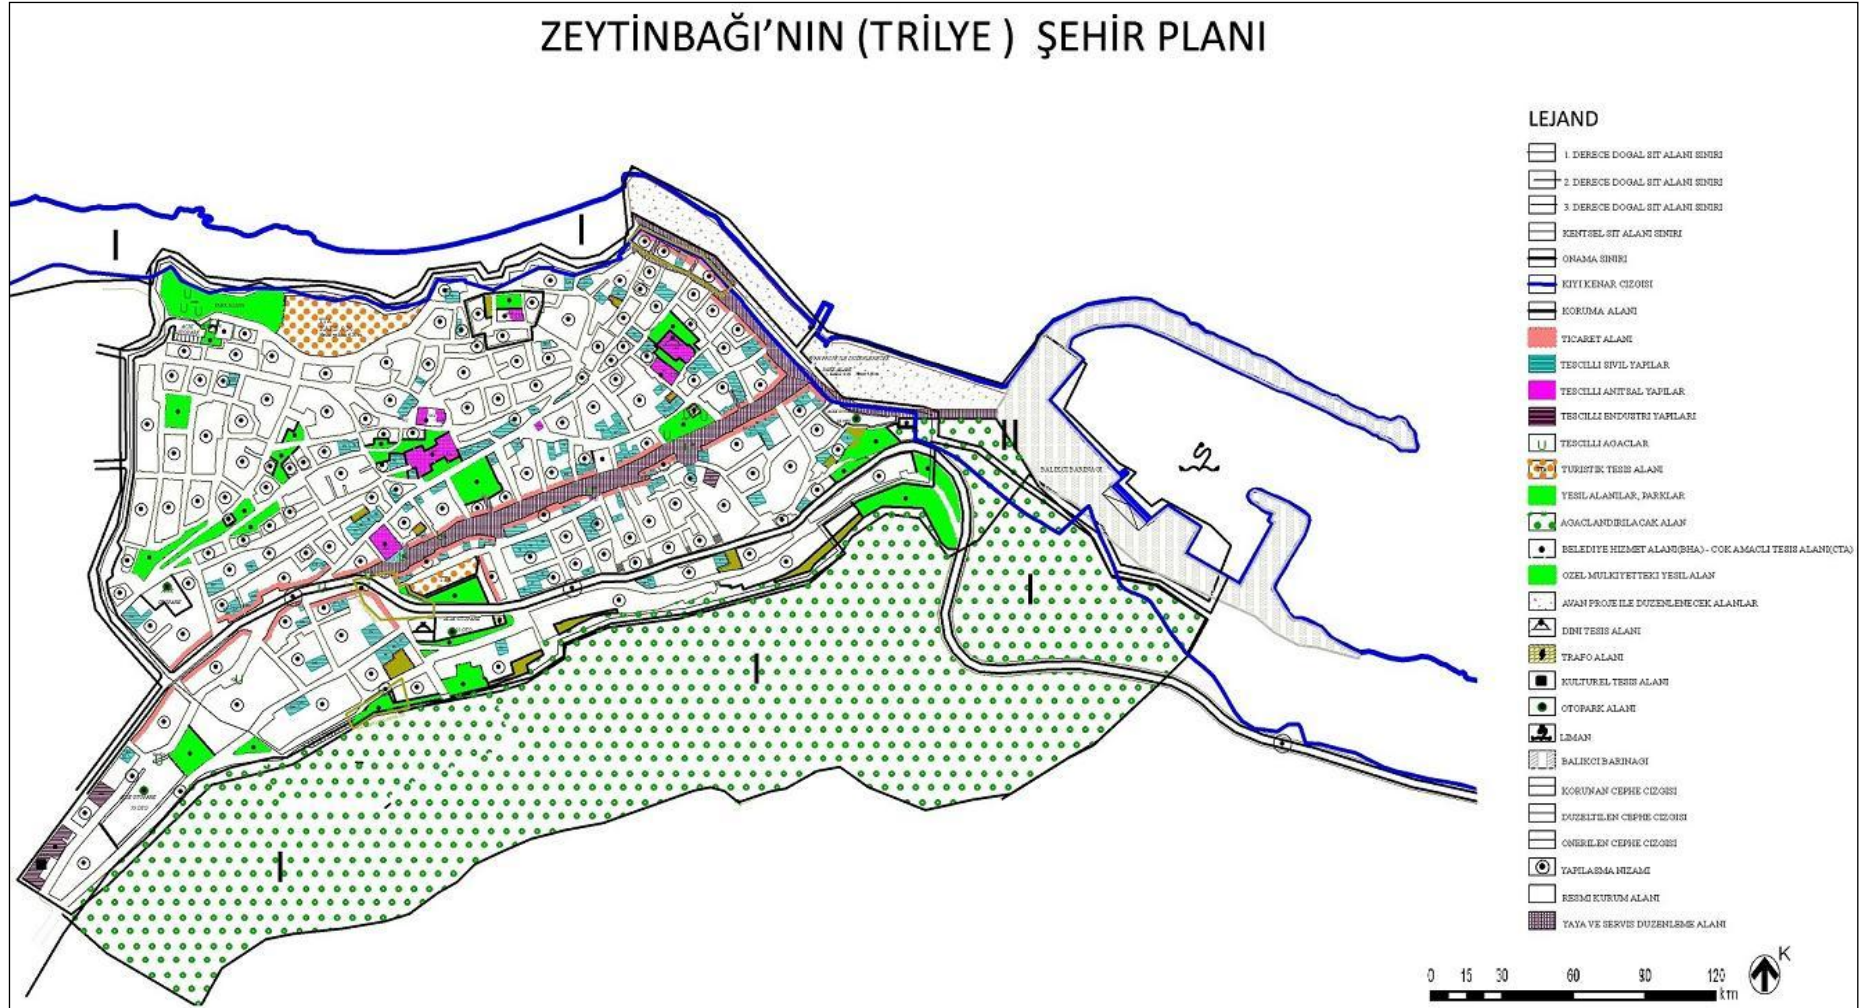 ZEYTİNBAĞI’NIN (TRİLYE ) ŞEHİR PLANI
LEJAND
1. DERECE DOGAL SIT ALANI SINIRI
2. DERECE DOGAL SIT ALANI SINIRI
3. DERECE DOGAL SIT ALANI SINIRI
KENTSEL SIT ALANI SINIRI
ONAMA SINIRI
KIYI KENAR CIZGISI
KORUMA ALANI
TICARET ALANI
TESCILLI SIVIL YAPILAR
TESCILLI ANITSAL YAPILAR
TESCILLI ENDUSTRI YAPILARI
TESCILLI AGACLAR
TURISTIK TESIS ALANI
YESIL ALANILAR, PARKLAR
AGACLANDIRILACAK ALAN
BELEDIYE HIZMET ALANI(BHA) - COK AMACLI TESIS ALANI(CTA)
OZEL MULKIYETTEKI YESIL ALAN
AVAN PROJE ILE DUZENLENECEK ALANLAR
DINI TESIS ALANI
TRAFO ALANI
KULTUREL TESIS ALANI
OTOPARK ALANI
LIMAN
BALIKCI BARINAGI
KORUNAN CEPHE CIZGISI
DUZELTILEN CEPHE CIZGISI
ONERILEN CEPHE CIZGISI
YAPILASMA NIZAMI
RESMI KURUM ALANI
YAYA VE SERVIS DUZENLEME ALANI
BALIKCI BARINAGI
K
0 15 30 60 90 120
km